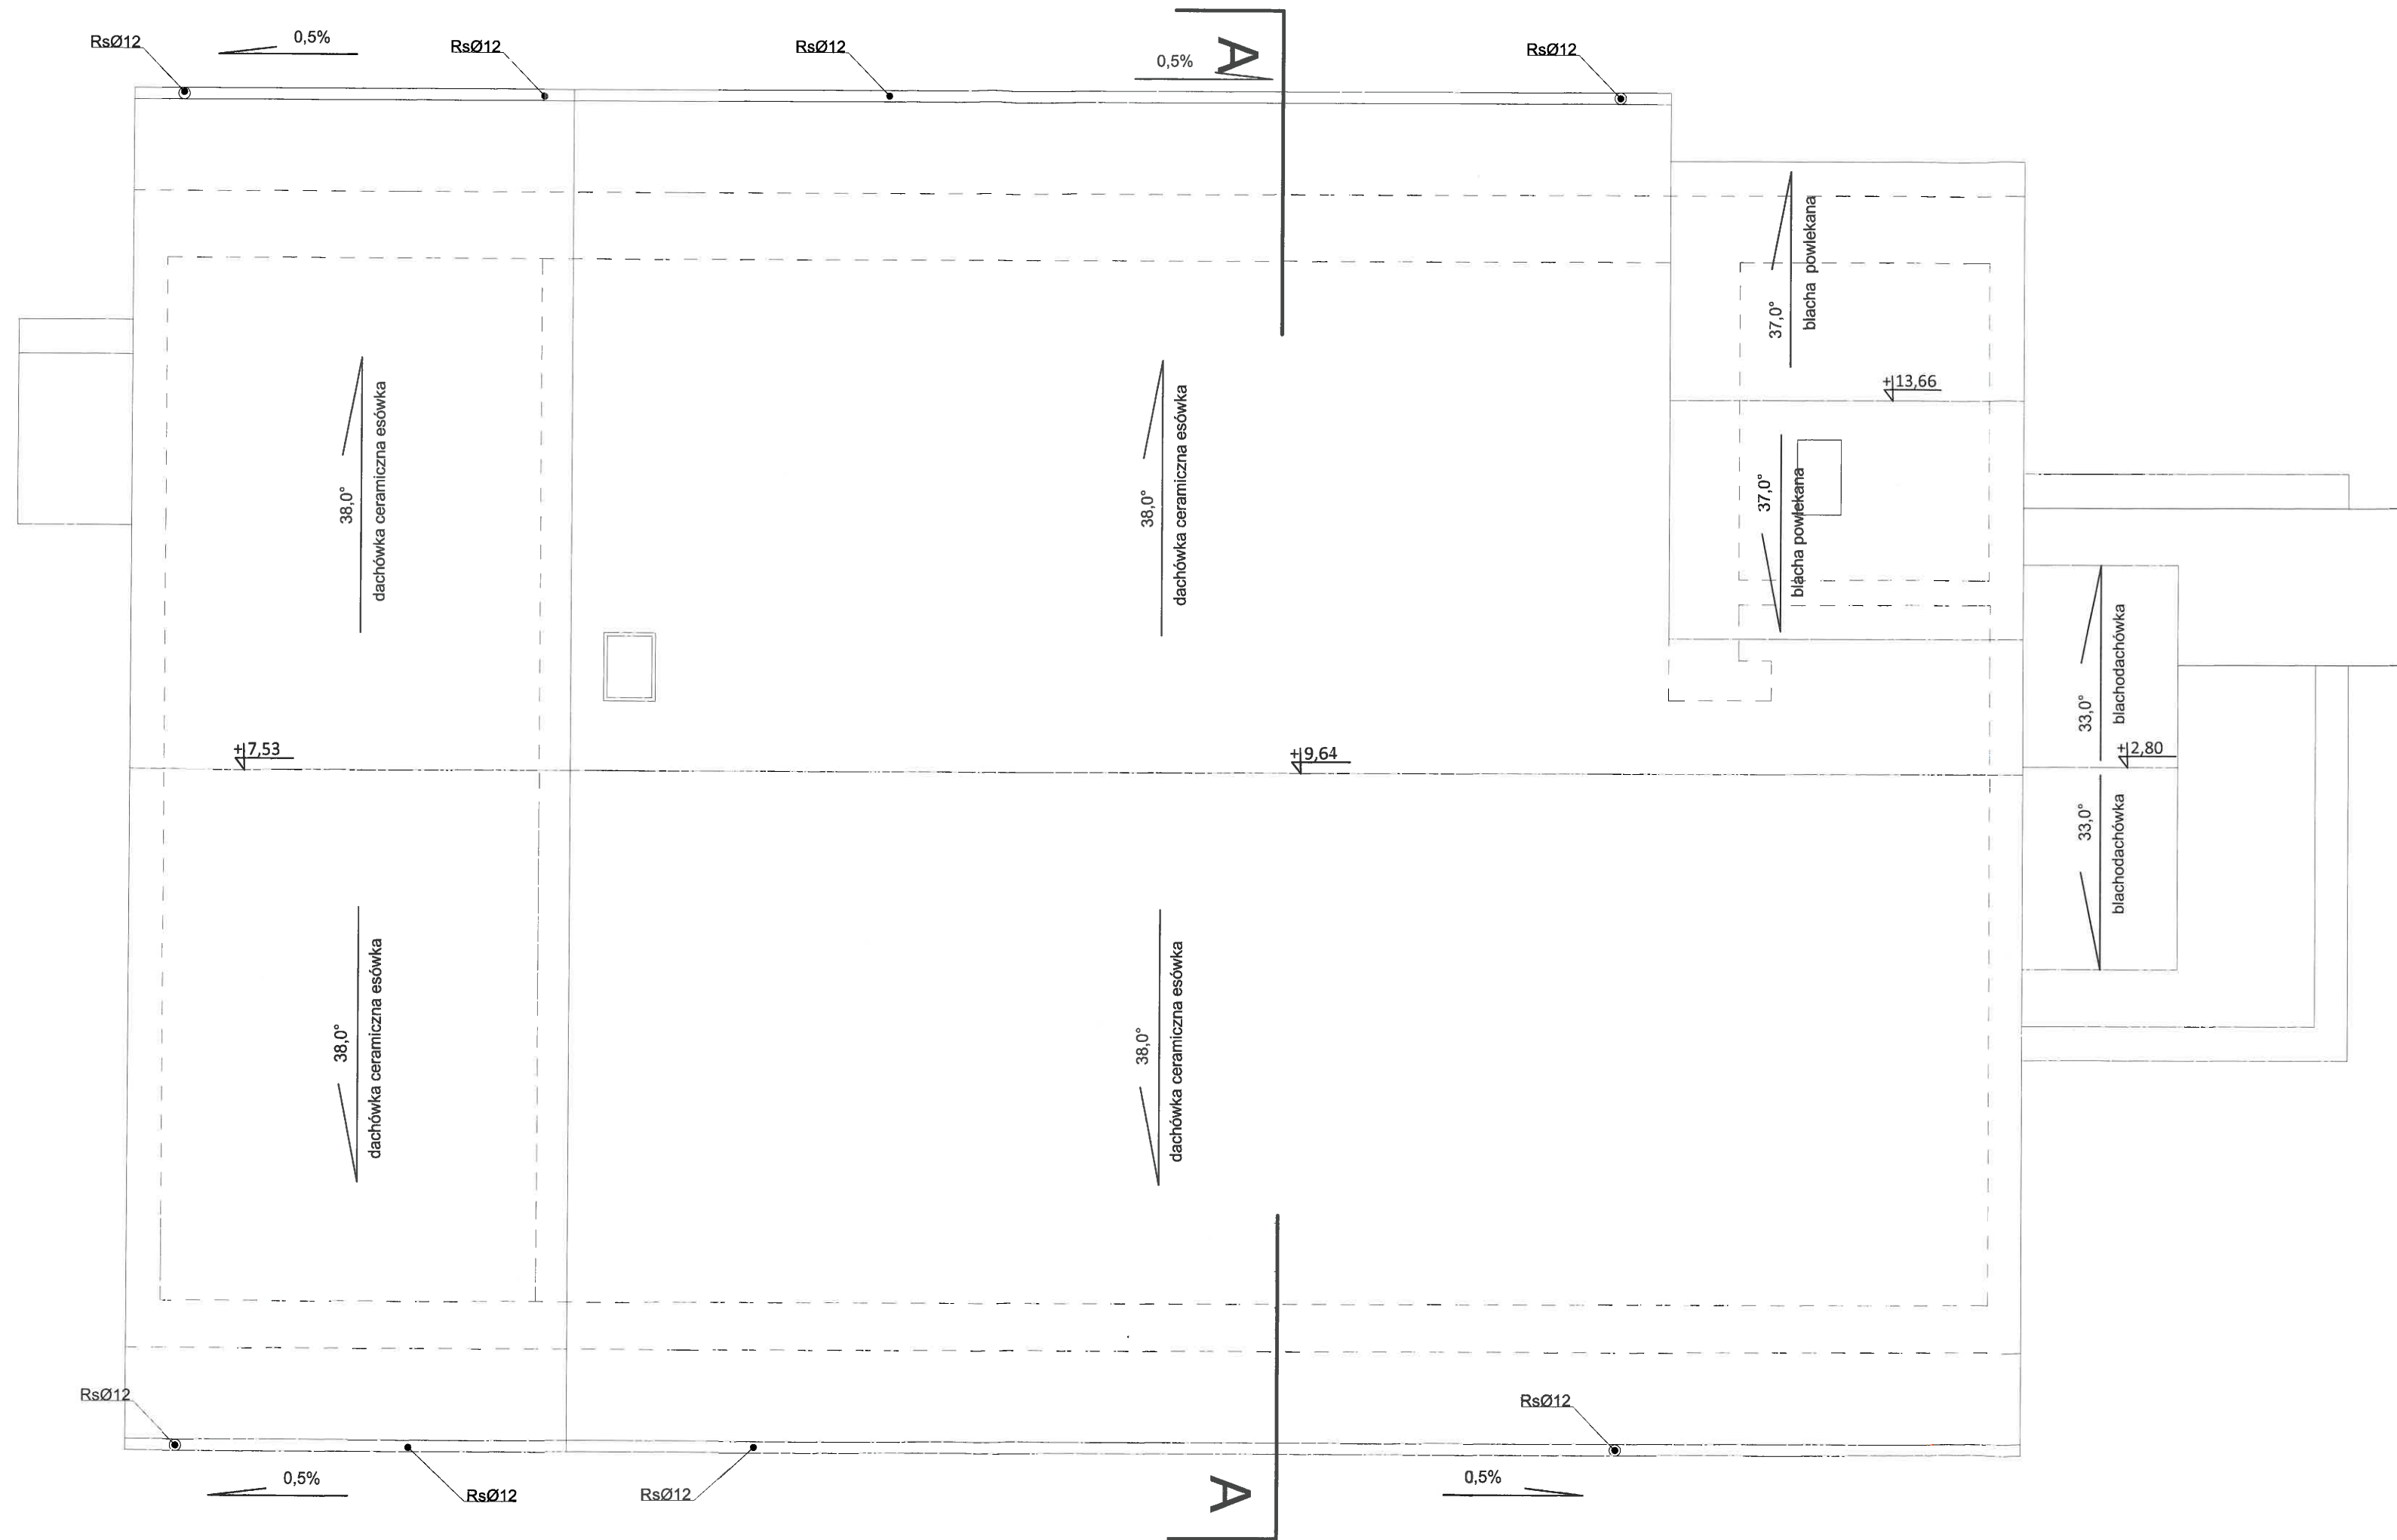 RsØ12
0,5%
RsØ12
RsØ12
0,5%
A
RsØ12
38,0°
dachówka ceramiczna esówka
38,0°
dachówka ceramiczna esówka
37,0°
blacha powlekana
+13,66
37,0°
blacha powlekana
33,0°
blachodachówka
+7,53
+9,64
+2,80
33,0°
blachodachówka
38,0°
dachówka ceramiczna esówka
38,0°
dachówka ceramiczna esówka
RsØ12
0,5%
RsØ12
RsØ12
A
RsØ12
0,5%